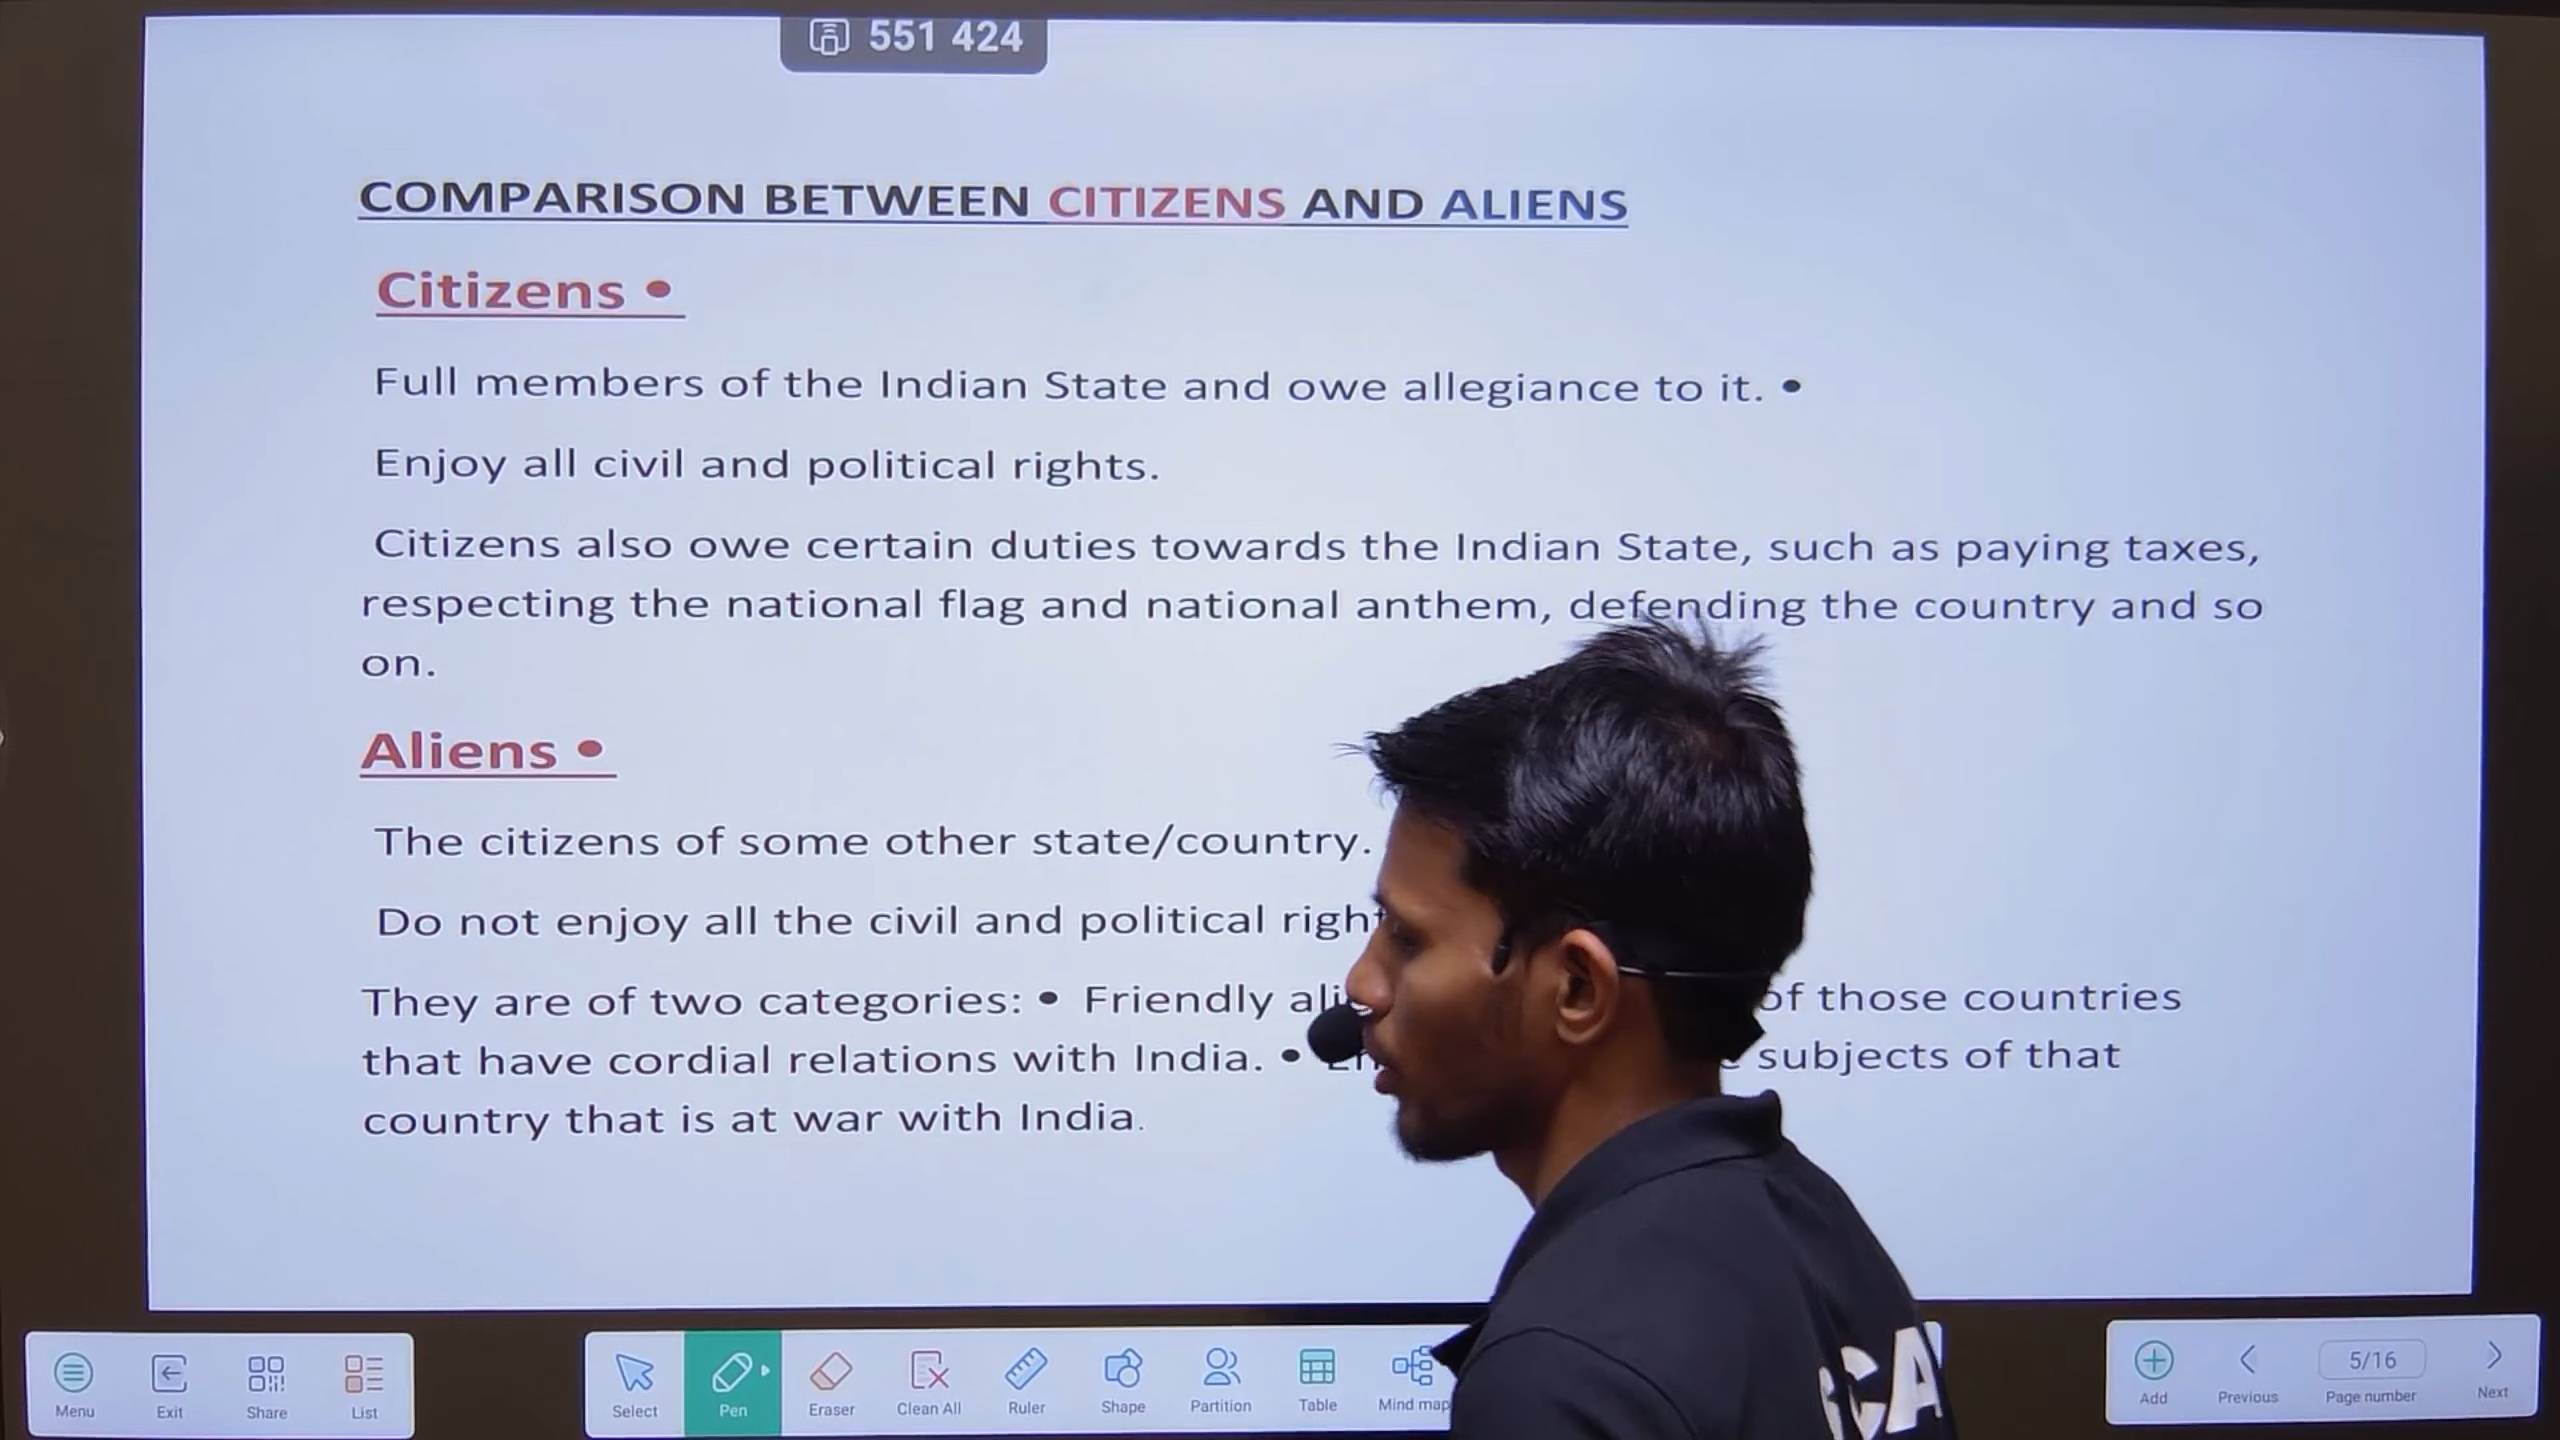 551 424
COMPARISON BETWEEN CITIZENS AND ALIENS
Citizens •
Full members of the Indian State and owe allegiance to it. •
Enjoy all civil and political rights.
Citizens also owe certain duties towards the Indian State, such as paying taxes,
respecting the national flag and national anthem, defending the country and so
on.
Aliens •
The citizens of some other state/country.
Do not enjoy all the civil and political
They are of two categories: • Friendly of those countries
that have cordial relations with India. • subjects of that
country that is at war with India.
Menu Exit Share List Select Pen Eraser Clean All Ruler Shape Partition Table Mind map Add Previous 5/16 Page number Next